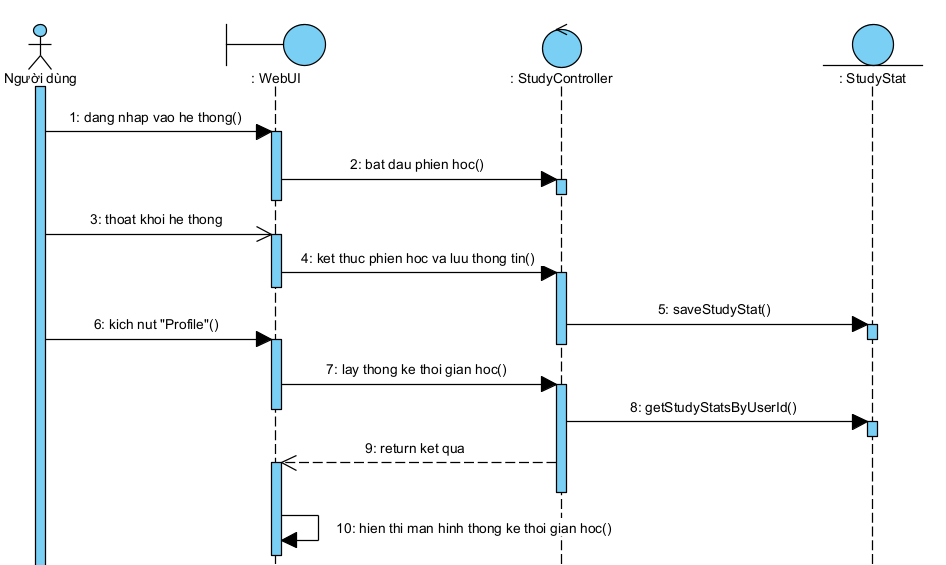 Người dùng
: WebUI
: StudyController
: StudyStat
1: dang nhap vao he thong()
2: bat dau phien hoc()
3: thoat khoi he thong
4: ket thuc phien hoc va luu thong tin()
5: saveStudyStat()
6: kich nut "Profile"()
7: lay thong ke thoi gian hoc()
8: getStudyStatsByUserId()
9: return ket qua
10: hien thi man hinh thong ke thoi gian hoc()